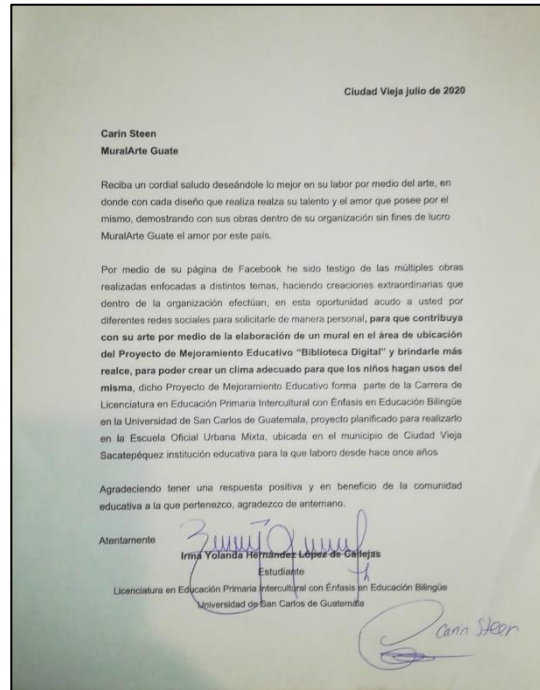 Ciudad Vieja julio de 2020
Carin Steen
MuralArte Guate
Reciba un cordial saludo deseándole lo mejor en su labor por medio del arte, en
donde con cada diseño que realiza realza su talento y el amor que posee por el
mismo, demostrando con sus obras dentro de su organización sin fines de lucro
MuralArte Guate el amor por este país.
Por medio de su página de Facebook he sido testigo de las múltiples obras
realizadas enfocadas a distintos temas, haciendo creaciones extraordinarias que
dentro de la organización efectúan, en esta oportunidad acudo a usted por
diferentes redes sociales para solicitarle de manera personal, para que contribuya
con su arte por medio de la elaboración de un mural en el área de ubicación
del Proyecto de Mejoramiento Educativo "Biblioteca Digital" y brindarle más
realce, para poder crear un clima adecuado para que los niños hagan usos del
misma, dicho Proyecto de Mejoramiento Educativo forma parte de la Carrera de
Licenciatura en Educación Primaria Intercultural con Énfasis en Educación Bilingüe
en la Universidad de San Carlos de Guatemala, proyecto planificado para realizarlo
en la Escuela Oficial Urbana Mixta, ubicada en el municipio de Ciudad Vieja
Sacatepéquez institución educativa para la que laboro desde hace once años
Agradeciendo tener una respuesta positiva y en beneficio de la comunidad
educativa a la que pertenezco, agradezco de antemano.
Atentamente
Irma Yolanda Hernández López de Callejas
Estudiante
Licenciatura en Educación Primaria Intercultural con Énfasis en Educación Bilingüe
Universidad de San Carlos de Guatemala
Carin Steen